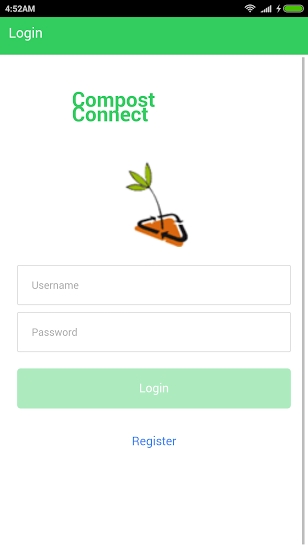 4:52AM
Login
Compost
Connect
Username
Password
Login
Register